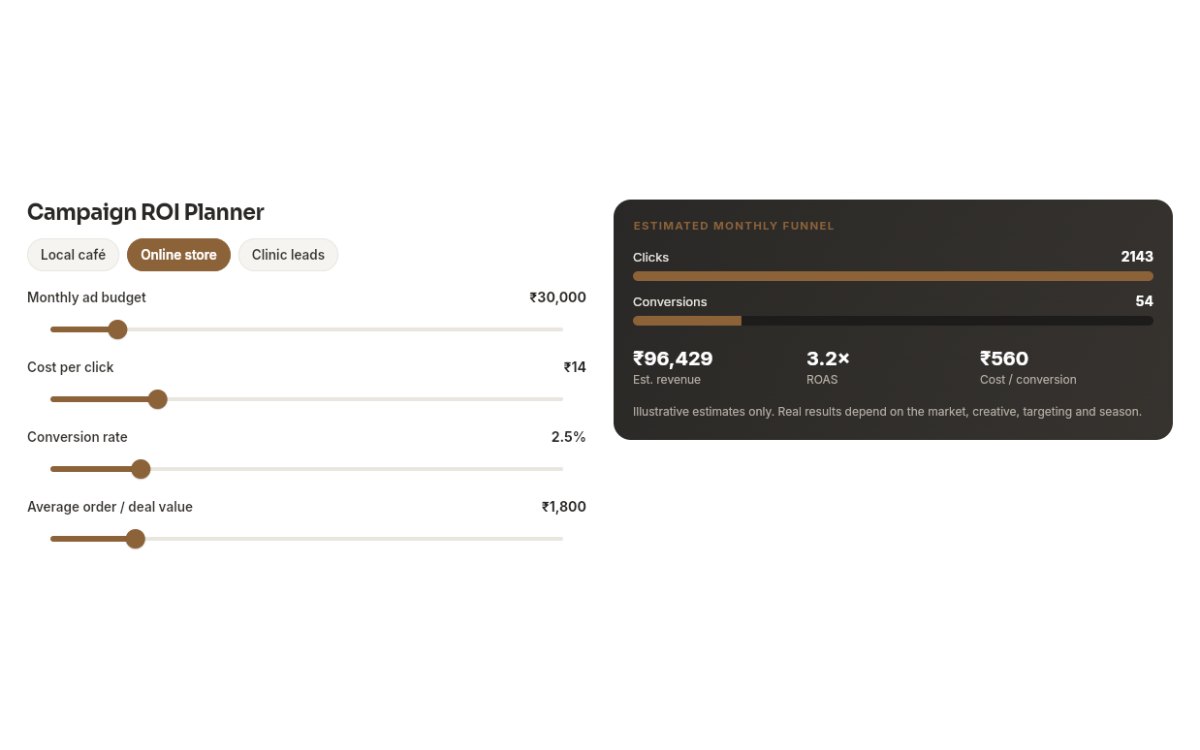 Campaign ROI Planner
Local café
Online store
Clinic leads
Monthly ad budget ₹30,000
Cost per click ₹14
Conversion rate 2.5%
Average order / deal value ₹1,800
ESTIMATED MONTHLY FUNNEL
Clicks 2143
Conversions 54
₹96,429 3.2× ₹560
Est. revenue ROAS Cost / conversion
Illustrative estimates only. Real results depend on the market, creative, targeting and season.